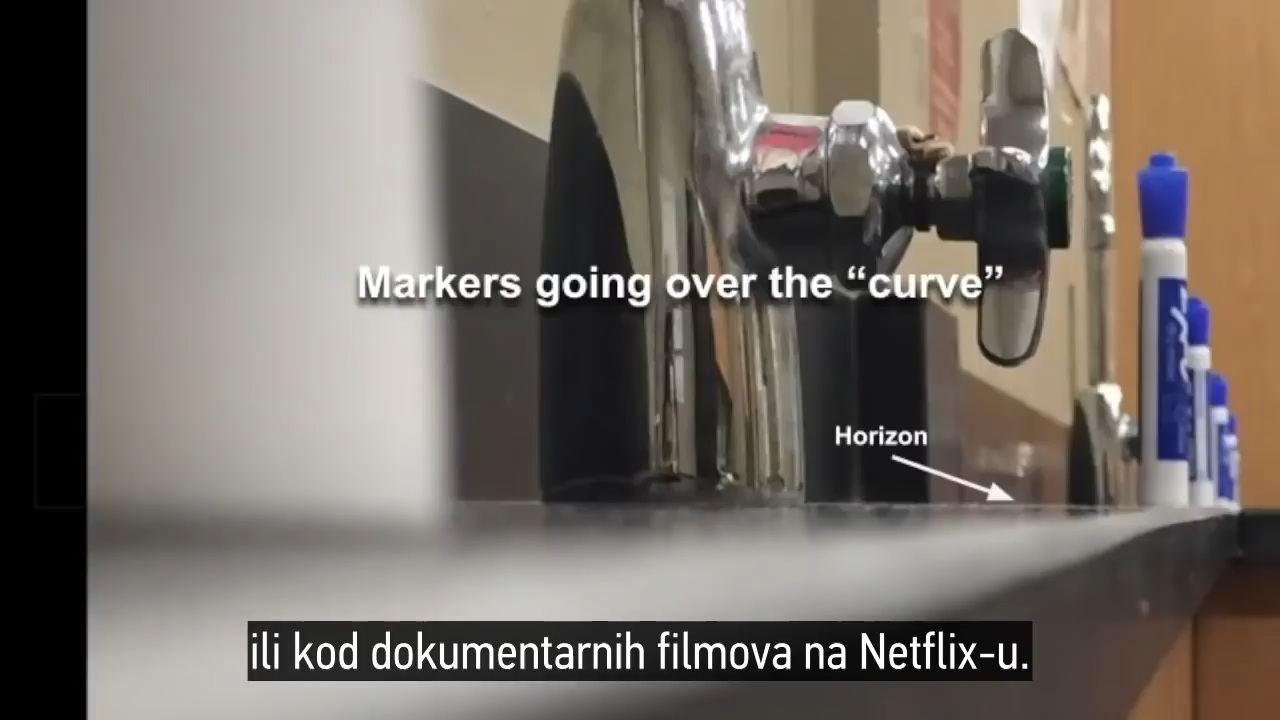 Markers going over the “curve”
Horizon
ili kod dokumentarnih filmova na Netflix-u.